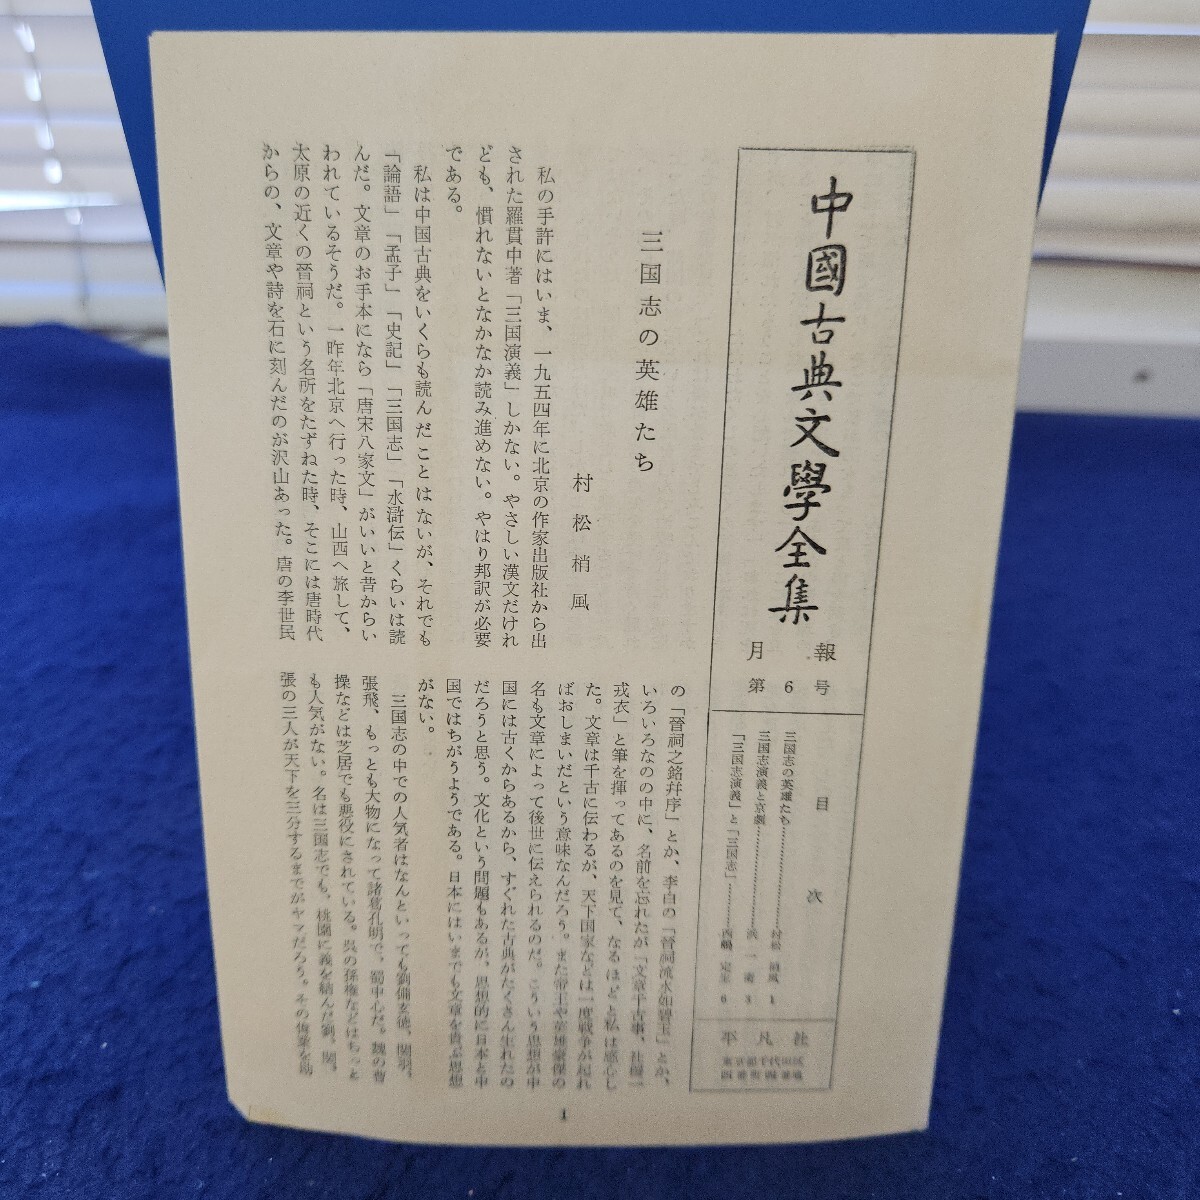 中國古典文學全集
月報
第6号
目次
三国志の英雄たち………村松梢風 1
三国志演義と京劇………浜一衛 3
「三国志演義」と「三国志」………西嶋定生 6
平凡社
東京都千代田区
四番町四番地
三国志の英雄たち
村松梢風
私の手許にはいま、一九五四年に北京の作家出版社から出
された羅貫中著「三国演義」しかない。やさしい漢文だけれ
ども、慣れないとなかなか読み進めない。やはり邦訳が必要
である。
私は中国古典をいくらも読んだことはないが、それでも
「論語」「孟子」「史記」「三国志」「水滸伝」くらいは読
んだ。文章のお手本になら「唐宋八家文」がいいと昔からい
われているそうだ。一昨年北京へ行った時、山西へ旅して、
太原の近くの晉祠という名所をたずねた時、そこには唐時代
からの、文章や詩を石に刻んだのが沢山あった。唐の李世民
の「晉祠之銘幷序」とか、李白の「晉祠流水如碧玉」とか、
いろいろなの中に、名前を忘れたが「文章千古事、社稷一
戎衣」と筆を揮ってあるのを見て、なるほどと私は感心し
た。文章は千古に伝わるが、天下国家などは一度戦争が起れ
ばおしまいだという意味なんだろう。また帝王や英雄豪傑の
名も文章によって後世に伝えられるのだ。こういう思想が中
国には古くからあるから、すぐれた古典がたくさん生れたの
だろうと思う。文化という問題もあるが、思想的に日本と中
国ではちがうようである。日本にはいまでも文章を貴ぶ思想
がない。
三国志の中での人気者はなんといっても劉備玄徳、関羽、
張飛、もっとも大物になって諸葛孔明で、蜀中心だ。魏の曹
操などは芝居でも悪役にされている。呉の孫権などはちっと
も人気がない。名は三国志でも、桃園に義を結んだ劉、関、
張の三人が天下を三分するまでがヤマだろう。その偉業を助
1